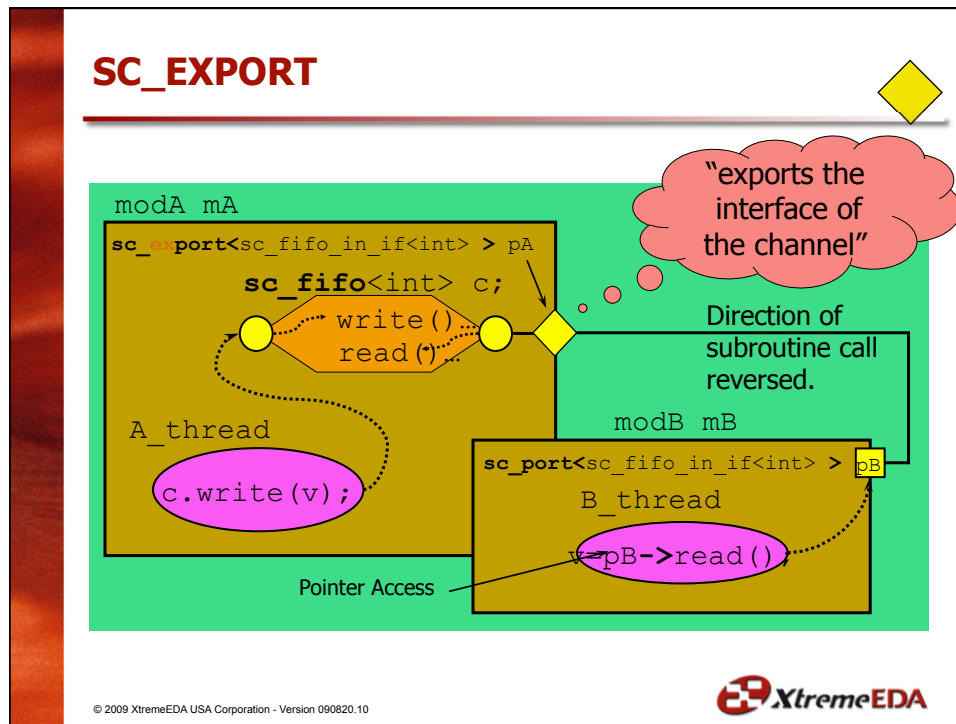 SC_EXPORT
“exports the
interface of
the channel”
modA mA
sc_export<sc_fifo_in_if<int> > pA
sc_fifo<int> c;
write()…
read()…
Direction of
subroutine call
reversed.
A_thread
c.write(v);
modB mB
sc_port<sc_fifo_in_if<int> > pB
B_thread
v=pB->read();
Pointer Access
© 2009 XtremeEDA USA Corporation - Version 090820.10
XtremeEDA